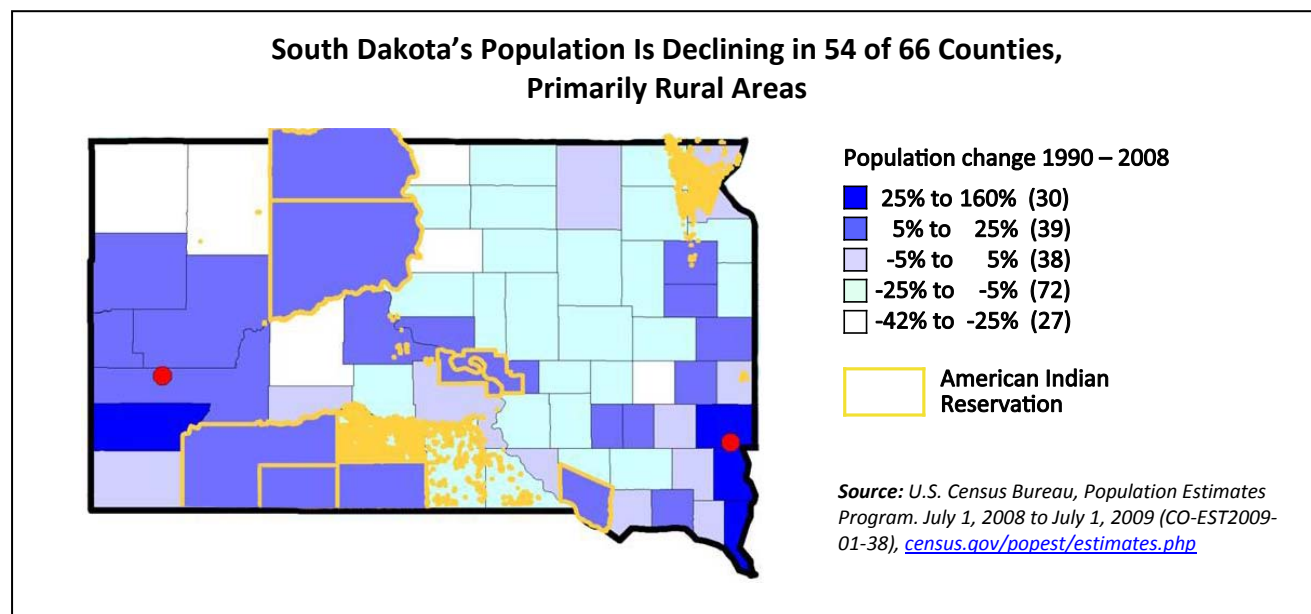 South Dakota's Population Is Declining in 54 of 66 Counties,
Primarily Rural Areas
Population change 1990 – 2008
25% to 160% (30)
5% to 25% (39)
-5% to 5% (38)
-25% to -5% (72)
-42% to -25% (27)
American Indian
Reservation
Source: U.S. Census Bureau, Population Estimates
Program. July 1, 2008 to July 1, 2009 (CO-EST2009-
01-38), census.gov/popest/estimates.php